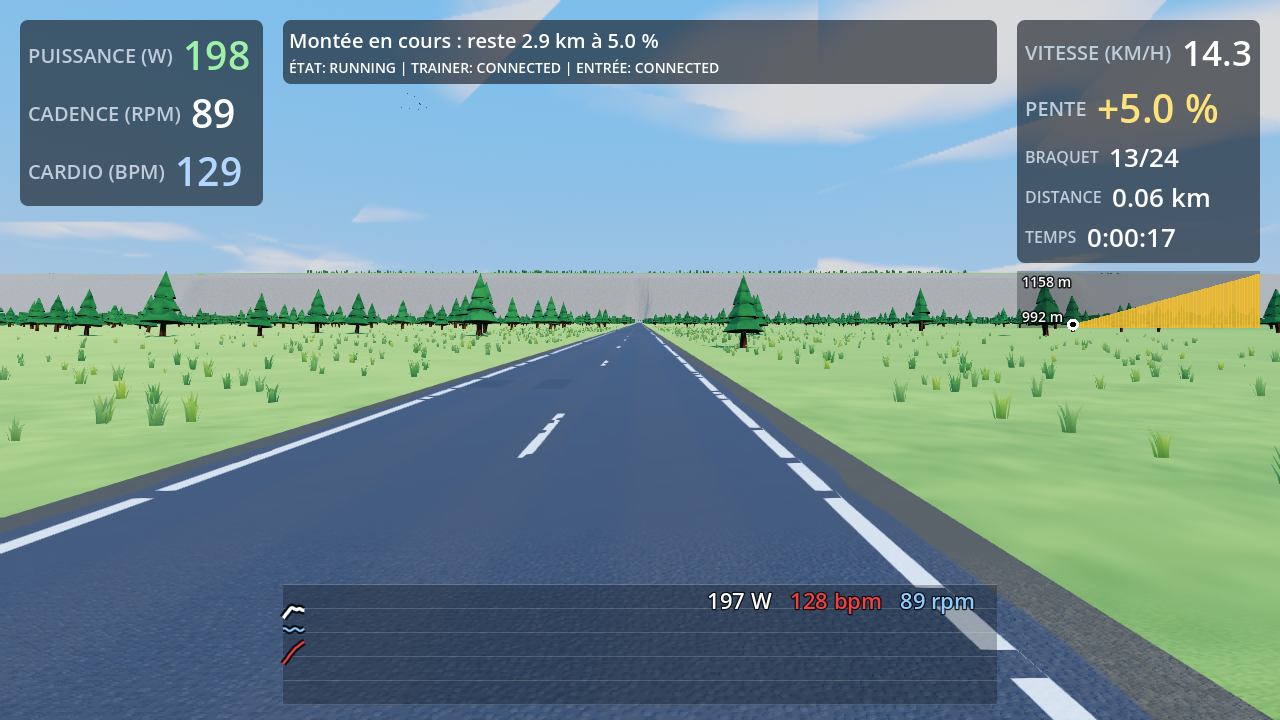 PUISSANCE (W) 198
CADENCE (RPM) 89
CARDIO (BPM) 129
Montée en cours : reste 2.9 km à 5.0 %
ÉTAT: RUNNING | TRAINER: CONNECTED | ENTRÉE: CONNECTED
VITESSE (KM/H) 14.3
PENTE +5.0 %
BRAQUET 13/24
DISTANCE 0.06 km
TEMPS 0:00:17
1158 m
992 m
197 W 128 bpm 89 rpm